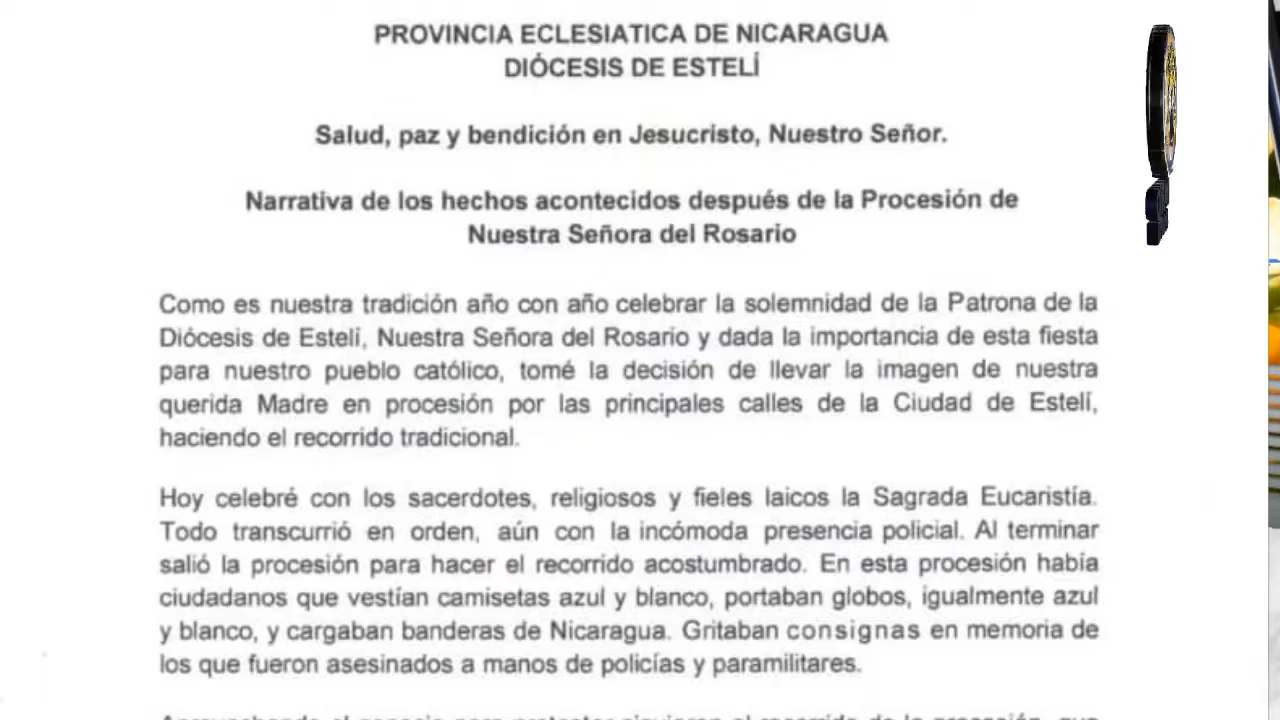 PROVINCIA ECLESIATICA DE NICARAGUA
DIÓCESIS DE ESTELÍ
Salud, paz y bendición en Jesucristo, Nuestro Señor.
Narrativa de los hechos acontecidos después de la Procesión de
Nuestra Señora del Rosario
Como es nuestra tradición año con año celebrar la solemnidad de la Patrona de la
Diócesis de Estelí, Nuestra Señora del Rosario y dada la importancia de esta fiesta
para nuestro pueblo católico, tomé la decisión de llevar la imagen de nuestra
querida Madre en procesión por las principales calles de la Ciudad de Estelí,
haciendo el recorrido tradicional.
Hoy celebré con los sacerdotes, religiosos y fieles laicos la Sagrada Eucaristía.
Todo transcurrió en orden, aún con la incómoda presencia policial. Al terminar
salió la procesión para hacer el recorrido acostumbrado. En esta procesión había
ciudadanos que vestían camisetas azul y blanco, portaban globos, igualmente azul
y blanco, y cargaban banderas de Nicaragua. Gritaban consignas en memoria de
los que fueron asesinados a manos de policías y paramilitares.